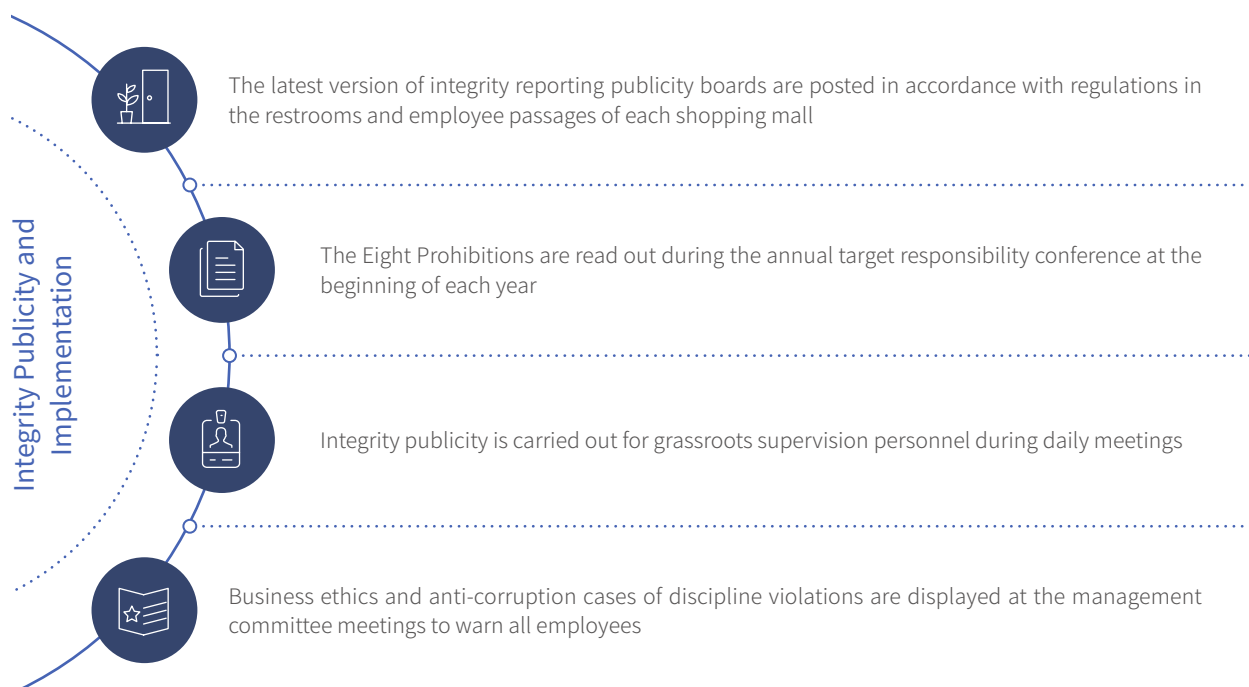 Integrity Publicity and
Implementation
The latest version of integrity reporting publicity boards are posted in accordance with regulations in
the restrooms and employee passages of each shopping mall
The Eight Prohibitions are read out during the annual target responsibility conference at the
beginning of each year
Integrity publicity is carried out for grassroots supervision personnel during daily meetings
Business ethics and anti-corruption cases of discipline violations are displayed at the management
committee meetings to warn all employees